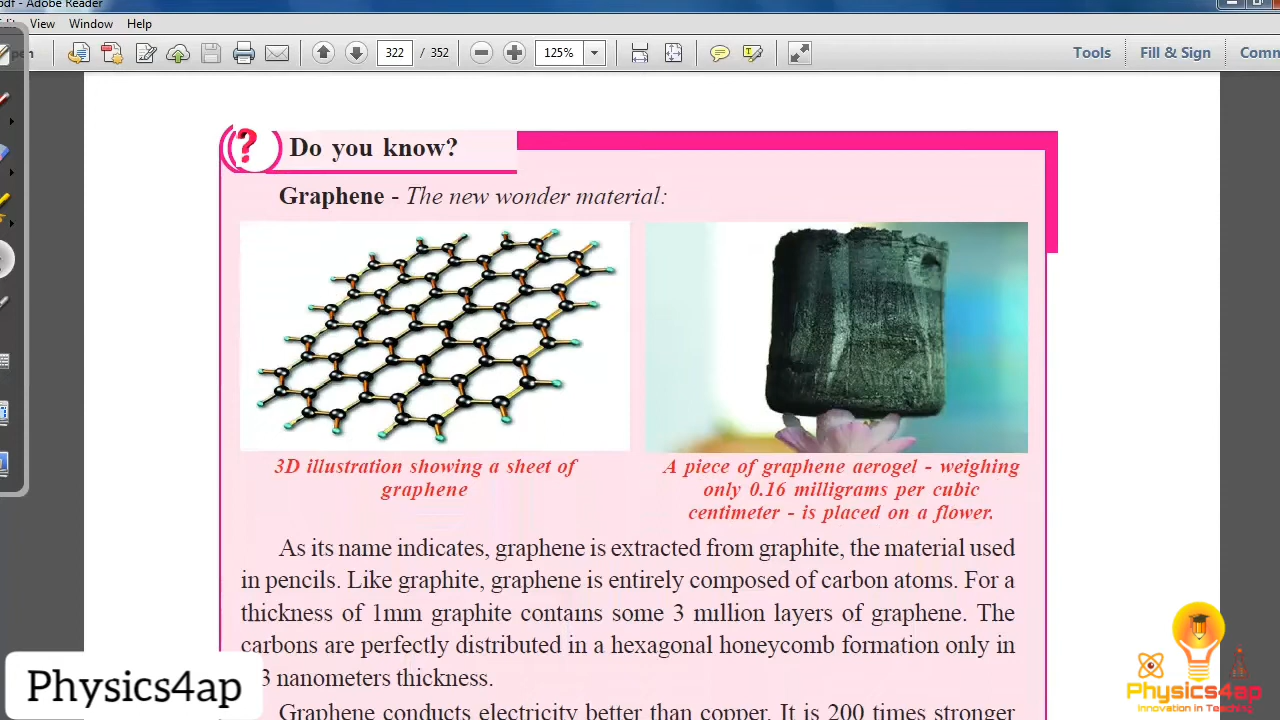 pdf - Adobe Reader
View Window Help
322 / 352 125% Tools Fill & Sign
? Do you know?
Graphene - The new wonder material:
3D illustration showing a sheet of
graphene
A piece of graphene aerogel - weighing
only 0.16 milligrams per cubic
centimeter - is placed on a flower.
As its name indicates, graphene is extracted from graphite, the material used
in pencils. Like graphite, graphene is entirely composed of carbon atoms. For a
thickness of 1mm graphite contains some 3 million layers of graphene. The
carbons are perfectly distributed in a hexagonal honeycomb formation only in
3 nanometers thickness.
Graphene conducts electricity better than copper. It is 200 times stronger
Physics4ap
Physics4ap
Innovation in Teaching